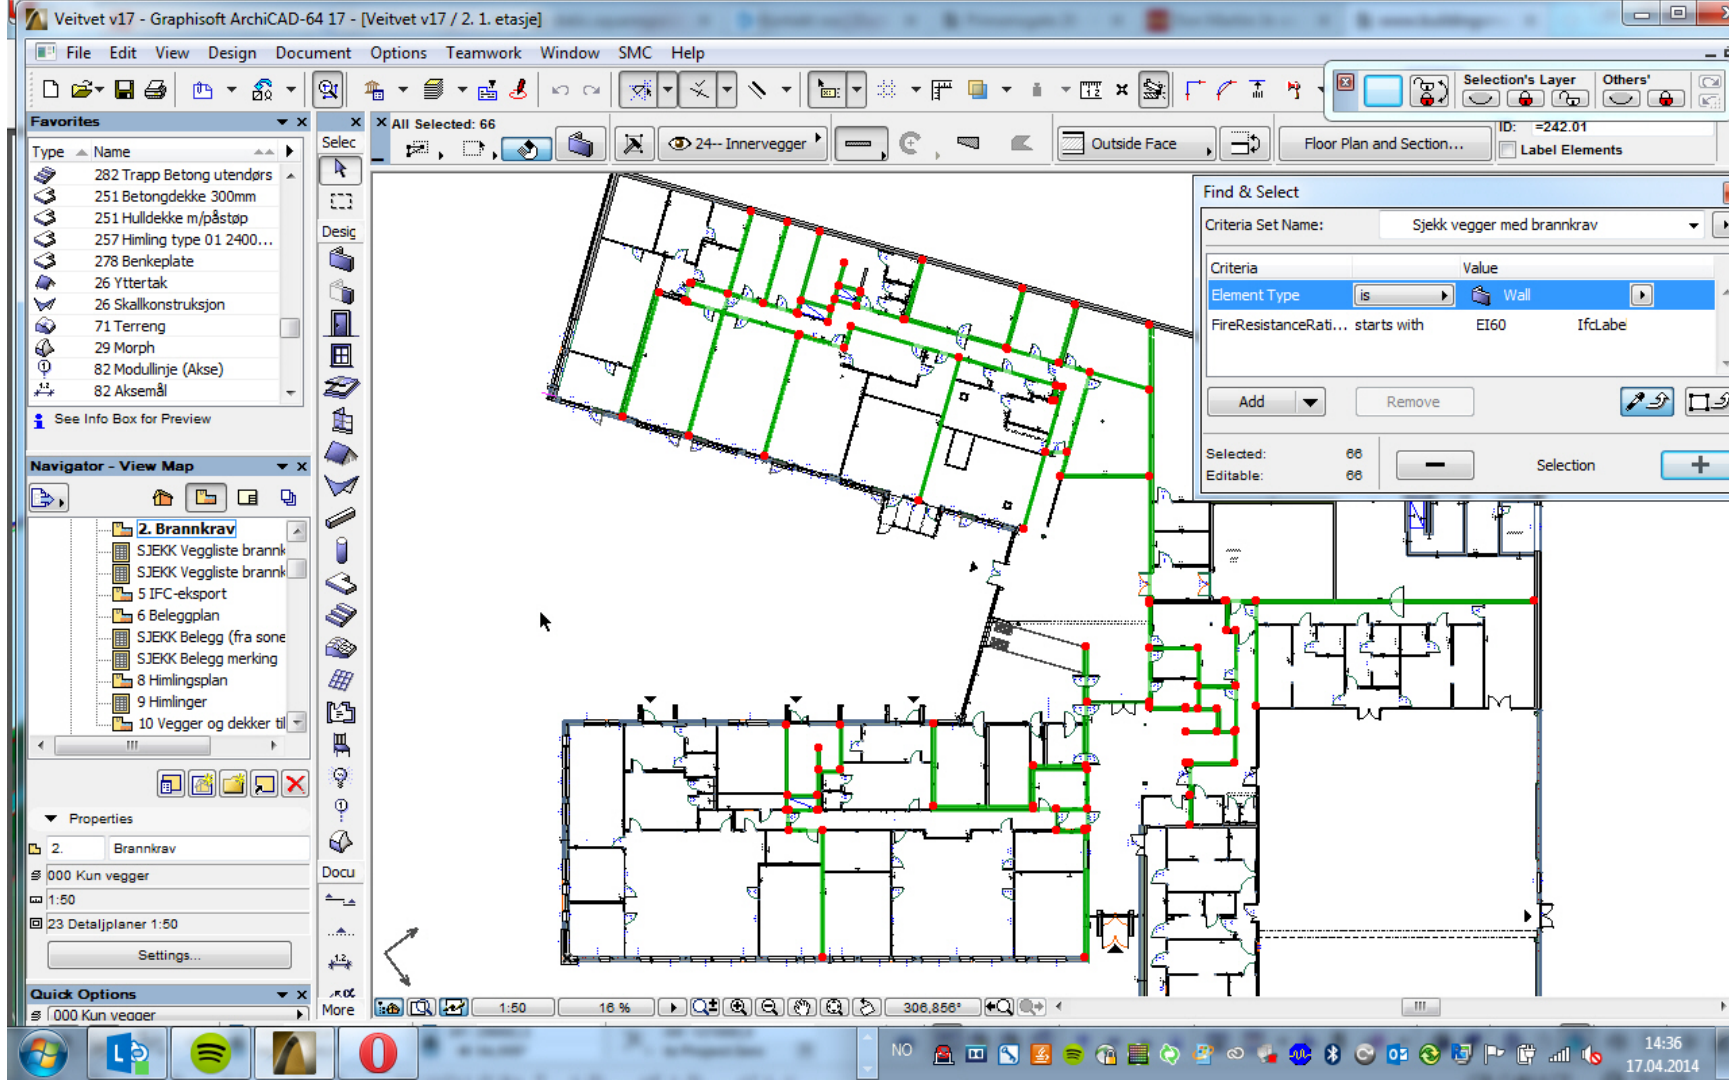 Veitvet v17 - Graphisoft ArchiCAD-64 17 - [Veitvet v17 / 2. 1. etasje]
File Edit View Design Document Options Teamwork Window SMC Help
Selection's Layer Others'
Favorites
Type Name
282 Trapp Betong utendørs
251 Betongdekke 300mm
251 Hulldekke m/påstøp
257 Himling type 01 2400...
278 Benkeplate
26 Yttertak
26 Skallkonstruksjon
71 Terreng
29 Morph
82 Modullinje (Akse)
82 Aksemål
See Info Box for Preview
Navigator - View Map
2. Brannkrav
SJEKK Veggliste brannk
SJEKK Veggliste brannk
5 IFC-eksport
6 Beleggplan
SJEKK Belegg (fra sone
SJEKK Belegg merking
8 Himlingsplan
9 Himlinger
10 Vegger og dekker til
Properties
2. Brannkrav
000 Kun vegger
1:50
23 Detaljplaner 1:50
Settings...
Quick Options
000 Kun vegger
Selec
Desig
Docu
More
All Selected: 66
24-- Innervegger
Outside Face
Floor Plan and Section...
ID: =242.01
Label Elements
Find & Select
Criteria Set Name: Sjekk vegger med brannkrav
Criteria Value
Element Type is Wall
FireResistanceRati... starts with EI60 IfcLabel
Add Remove
Selected: 66
Editable: 66
Selection
1:50 16 % 306,856°
NO
14:36
17.04.2014